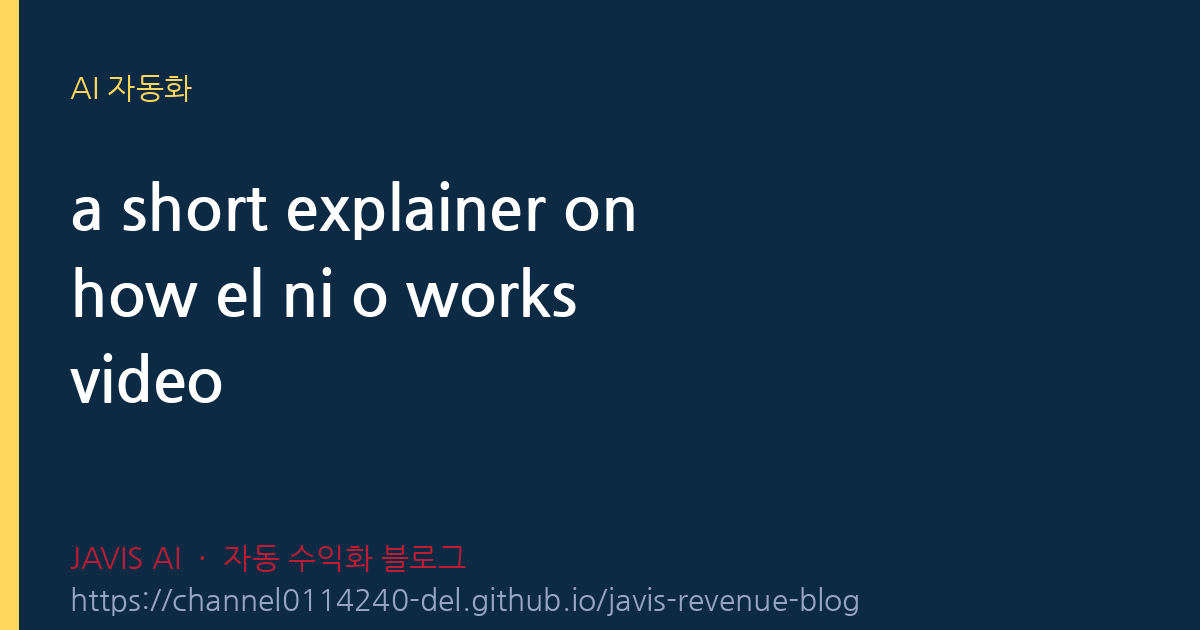 AI 자동화
a short explainer on
how el ni o works
video
JAVIS AI · 자동 수익화 블로그
https://channel0114240-del.github.io/javis-revenue-blog